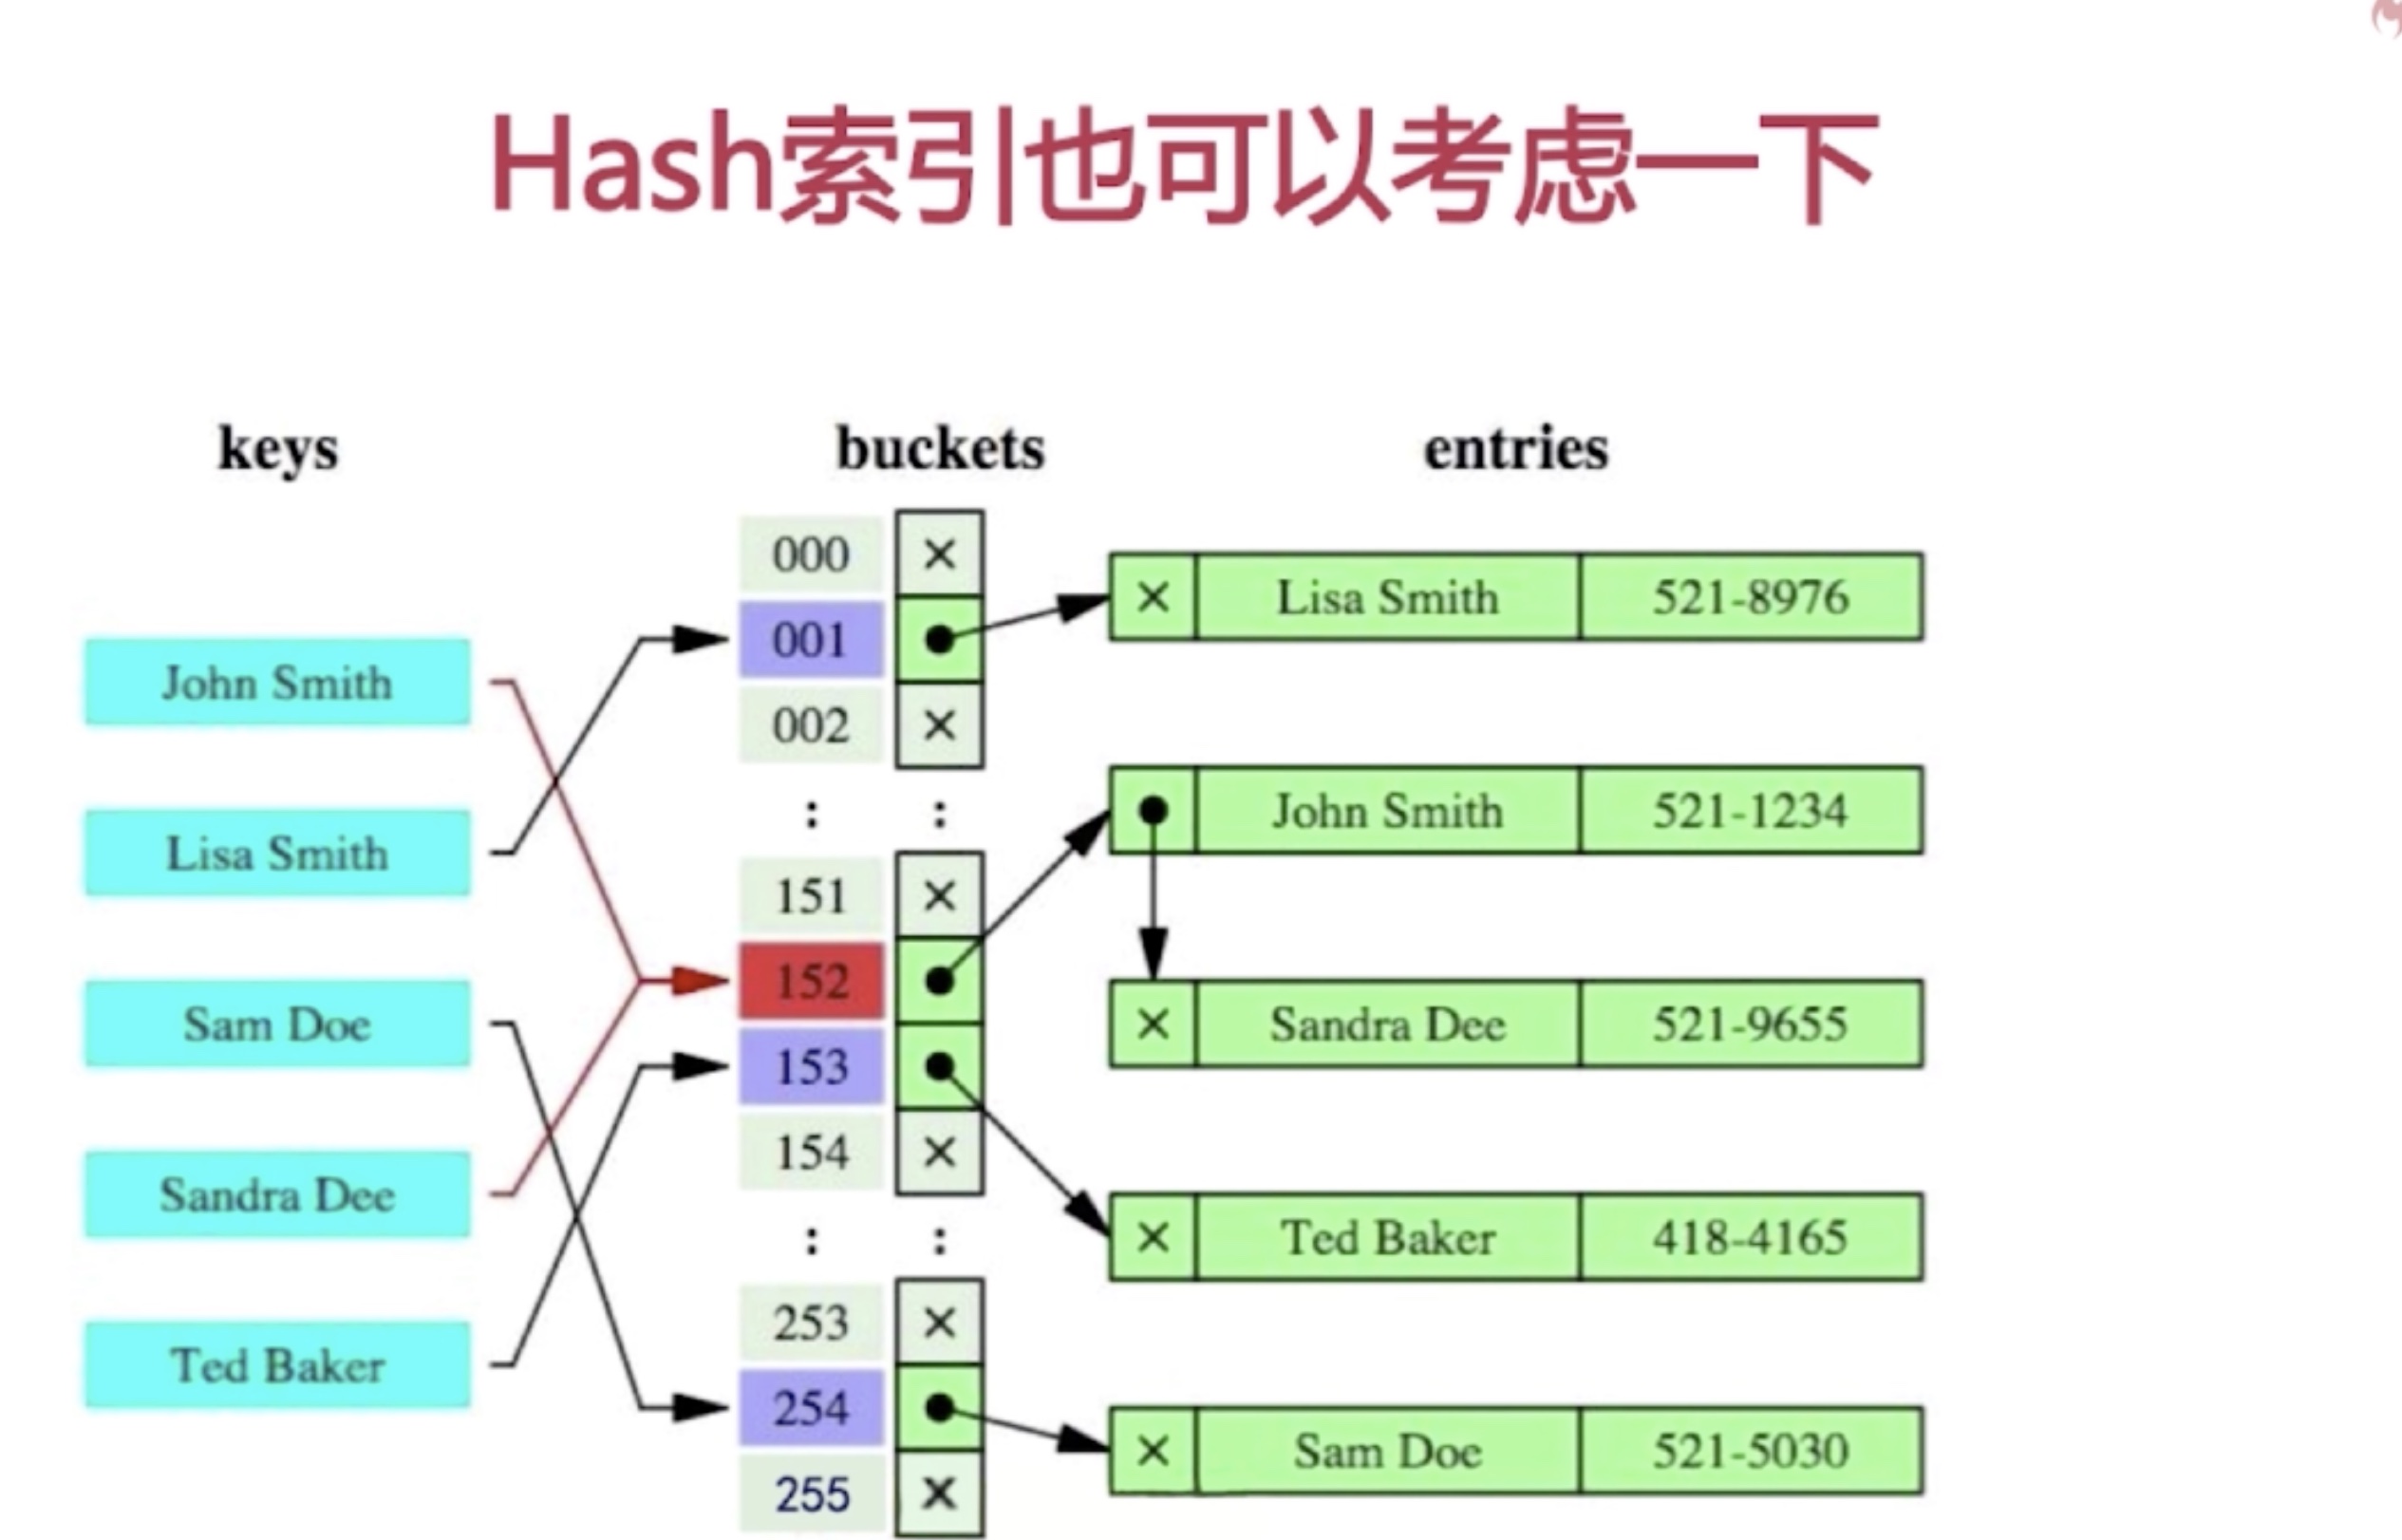 Hash索引也可以考虑一下
keys
buckets
entries
John Smith
Lisa Smith
Sam Doe
Sandra Dee
Ted Baker
000
001
002
:
:
151
152
153
154
:
:
253
254
255
Lisa Smith 521-8976
John Smith 521-1234
Sandra Dee 521-9655
Ted Baker 418-4165
Sam Doe 521-5030